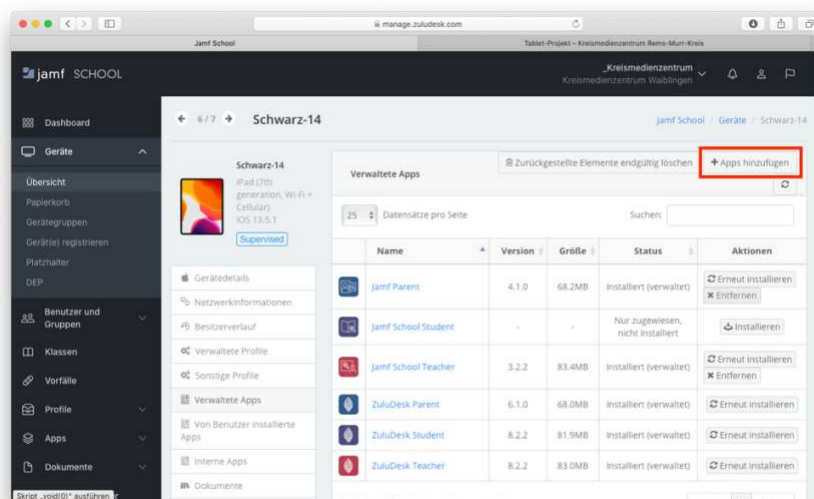 manage.zuludesk.com
Jamf School
Tablet-Projekt – Kreismedienzentrum Rems-Murr-Kreis
jamf SCHOOL
_Kreismedienzentrum
Kreismedienzentrum Waiblingen
Dashboard
Geräte
Übersicht
Papierkorb
Gerätegruppen
Gerät(e) registrieren
Platzhalter
DEP
Benutzer und
Gruppen
Klassen
Vorfälle
Profile
Apps
Dokumente
Skript „void(0)“ ausführen
6/7 Schwarz-14
Jamf School / Geräte / Schwarz-14
Schwarz-14
iPad (7th
generation, Wi-Fi +
Cellular)
iOS 13.5.1
Supervised
Gerätedetails
Netzwerkinformationen
Besitzerverlauf
Verwaltete Profile
Sonstige Profile
Verwaltete Apps
Von Benutzer installierte
Apps
Interne Apps
Dokumente
Verwaltete Apps
Zurückgestellte Elemente endgültig löschen
+ Apps hinzufügen
25 Datensätze pro Seite
Suchen:
Name Version Größe Status Aktionen
Jamf Parent 4.1.0 68.2MB Installiert (verwaltet) Erneut installieren
Entfernen
Jamf School Student - - Nur zugewiesen,
nicht installiert Installieren
Jamf School Teacher 3.2.2 83.4MB Installiert (verwaltet) Erneut installieren
Entfernen
ZuluDesk Parent 6.1.0 68.0MB Installiert (verwaltet) Erneut installieren
ZuluDesk Student 8.2.2 81.9MB Installiert (verwaltet) Erneut installieren
ZuluDesk Teacher 8.2.2 83.0MB Installiert (verwaltet) Erneut installieren